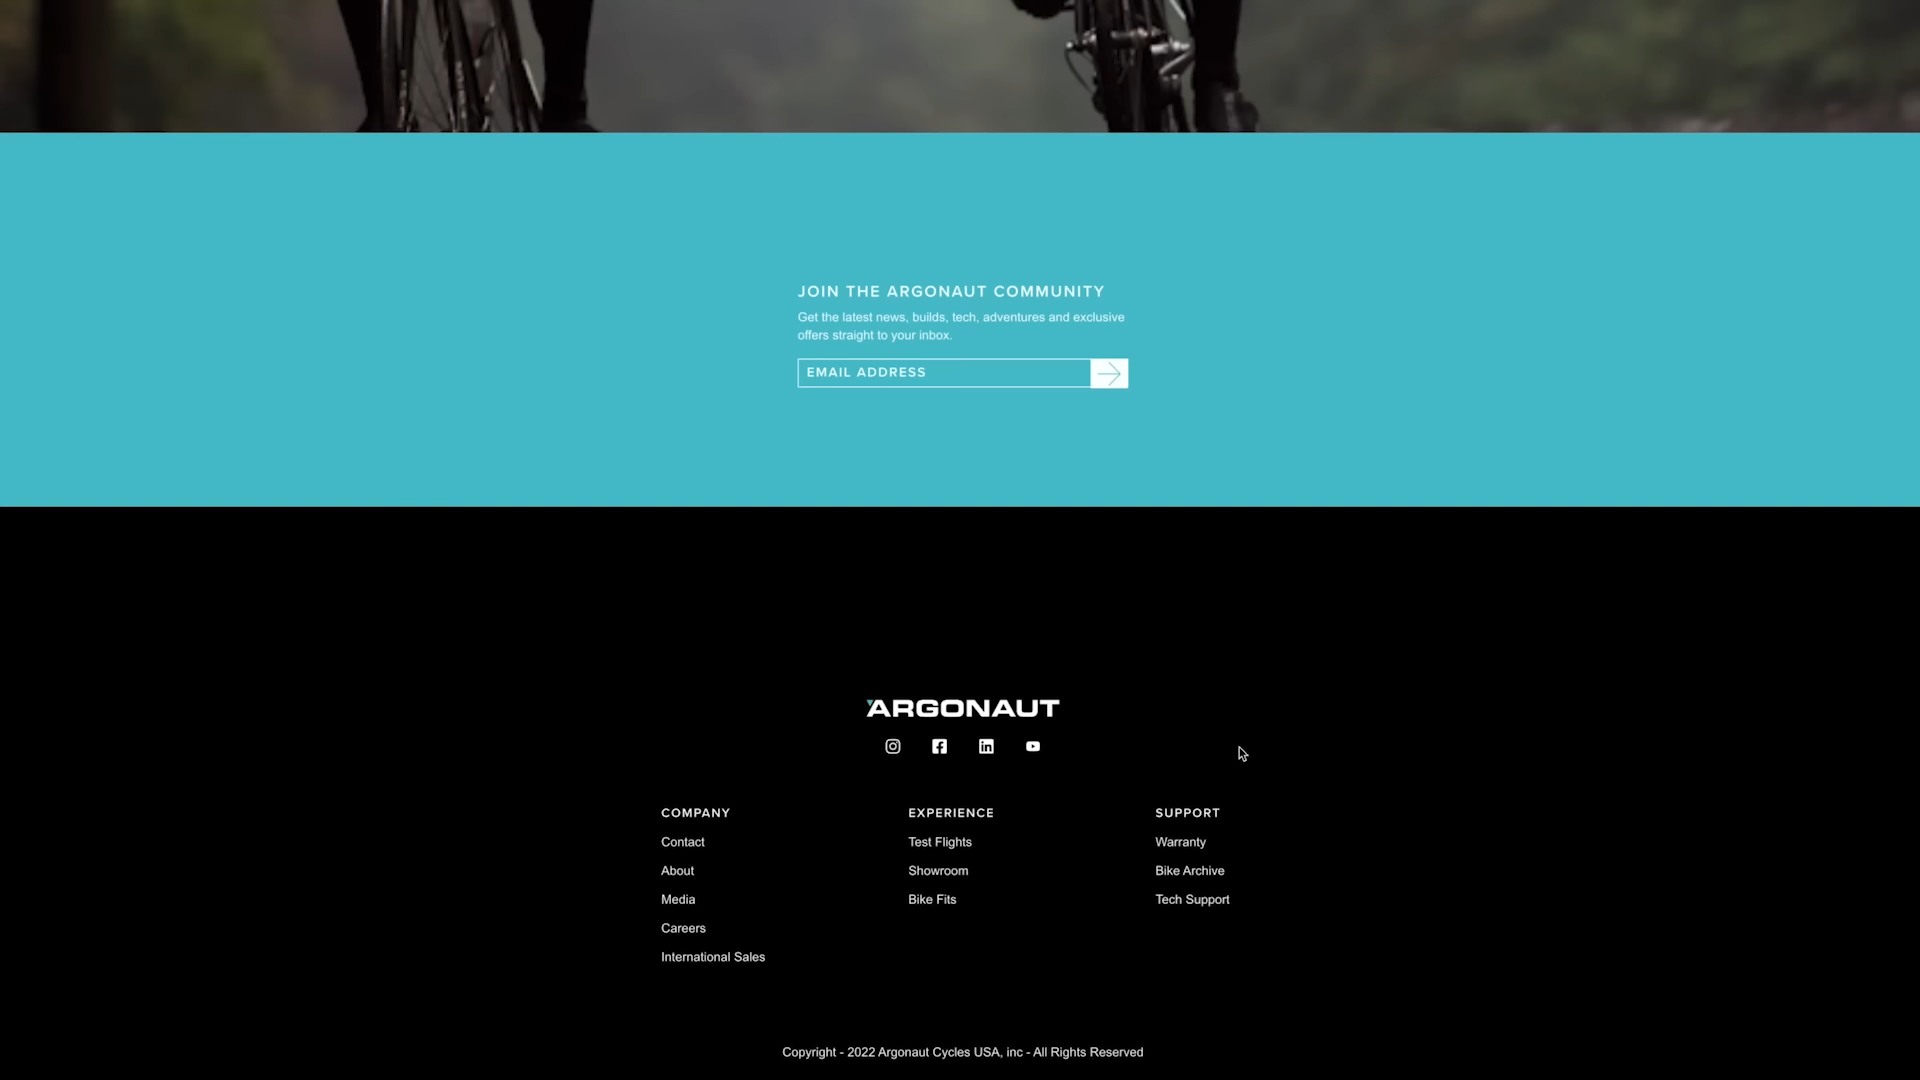 JOIN THE ARGONAUT COMMUNITY
Get the latest news, builds, tech, adventures and exclusive
offers straight to your inbox.
EMAIL ADDRESS
ARGONAUT
COMPANY
Contact
About
Media
Careers
International Sales
EXPERIENCE
Test Flights
Showroom
Bike Fits
SUPPORT
Warranty
Bike Archive
Tech Support
Copyright - 2022 Argonaut Cycles USA, inc - All Rights Reserved